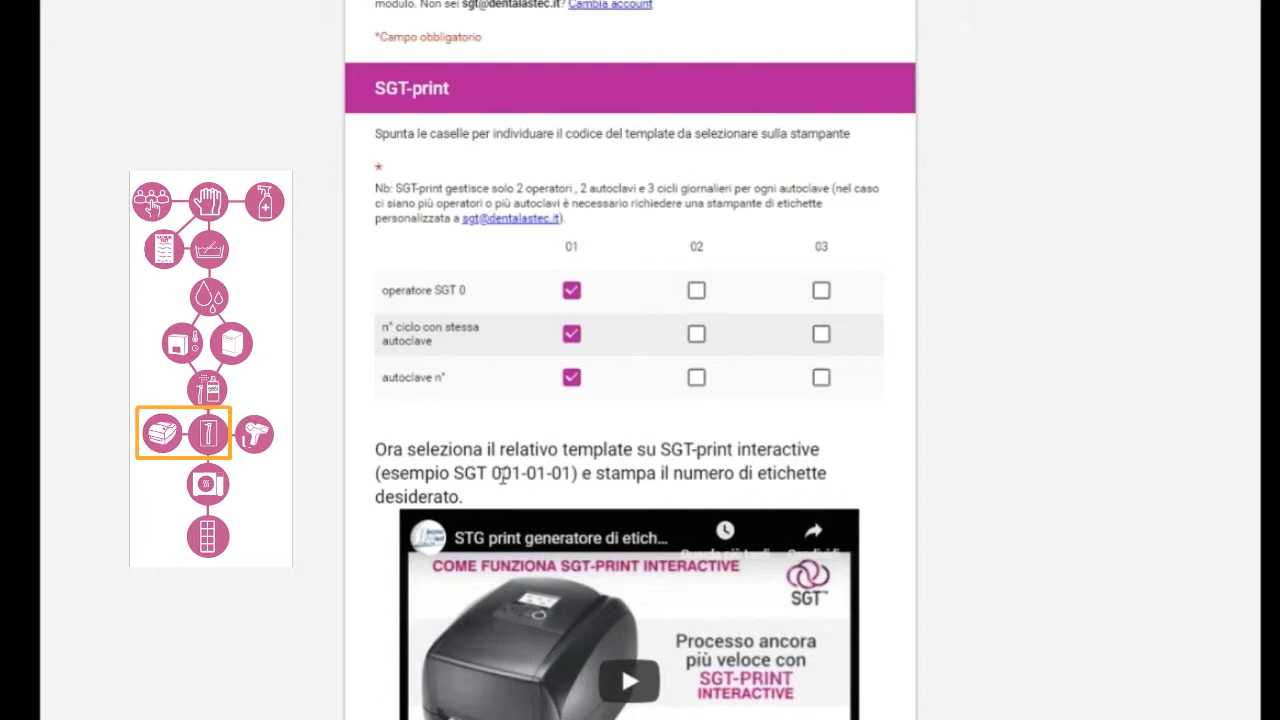 modulo. Non sei sgt@dentalastec.it? Cambia account
*Campo obbligatorio
SGT-print
Spunta le caselle per individuare il codice del template da selezionare sulla stampante
*
Nb: SGT-print gestisce solo 2 operatori , 2 autoclavi e 3 cicli giornalieri per ogni autoclave (nel caso
ci siano più operatori o più autoclavi è necessario richiedere una stampante di etichette
personalizzata a sgt@dentalastec.it).
01 02 03
operatore SGT 0
n° ciclo con stessa
autoclave
autoclave n°
Ora seleziona il relativo template su SGT-print interactive
(esempio SGT 001-01-01) e stampa il numero di etichette
desiderato.
STG print generatore di etich...
COME FUNZIONA SGT-PRINT INTERACTIVE
SGT™
Processo ancora
più veloce con
SGT-PRINT
INTERACTIVE